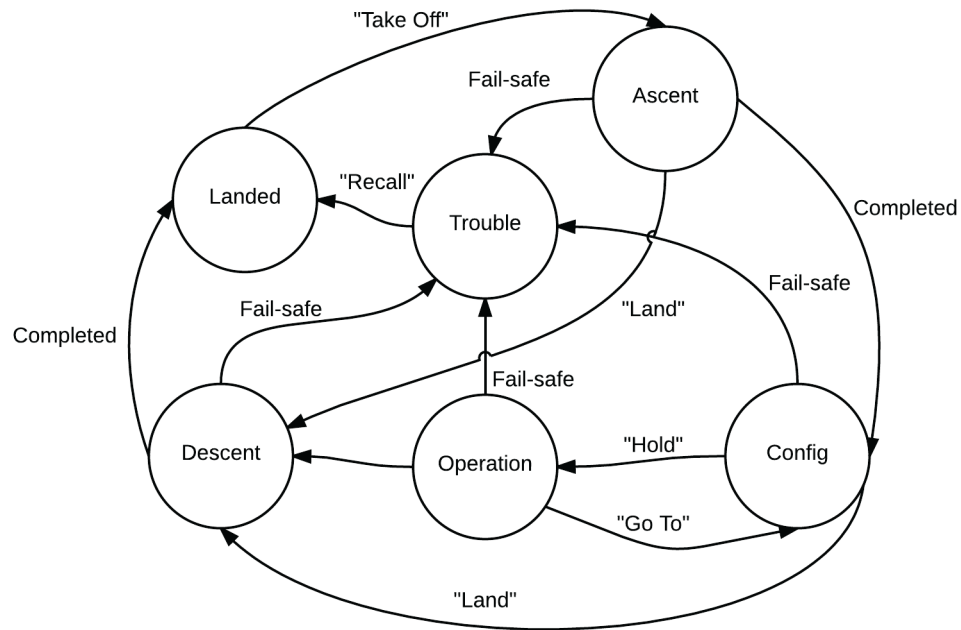 "Take Off"
Fail-safe
Ascent
"Recall"
Landed
Trouble
Completed
Fail-safe
Fail-safe
"Land"
Completed
Fail-safe
"Hold"
Descent
Operation
Config
"Go To"
"Land"